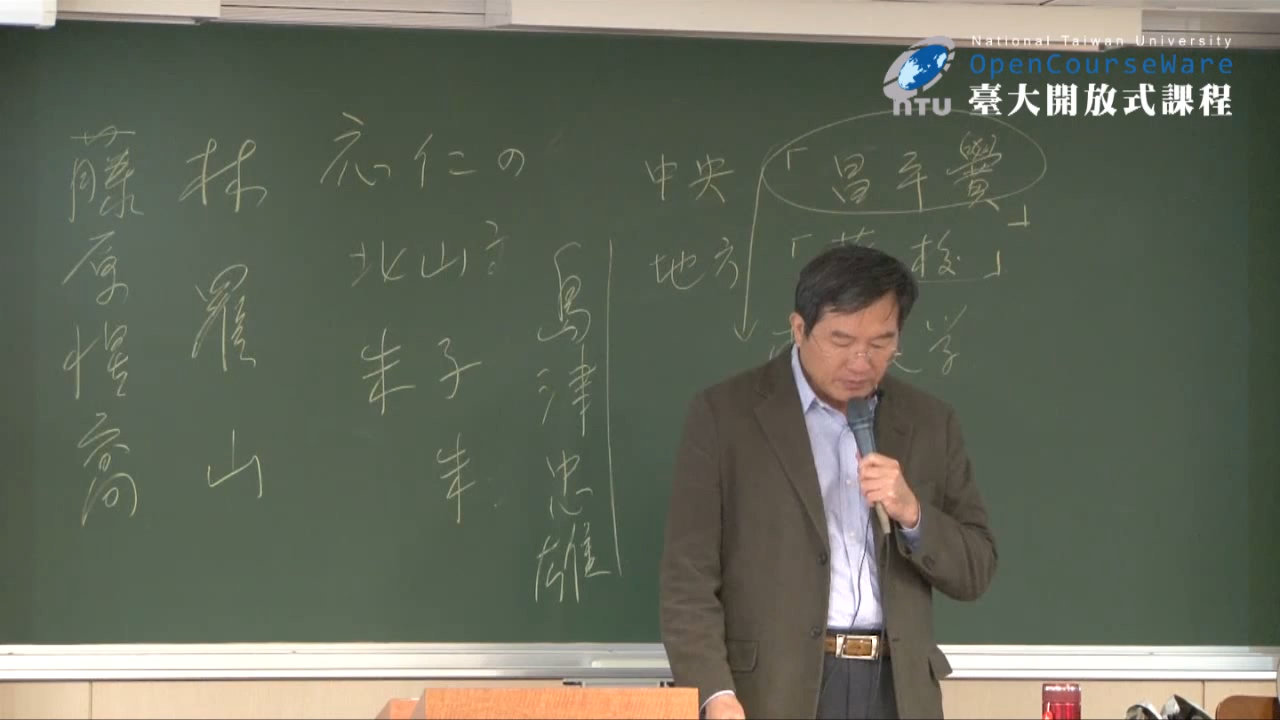 National Taiwan University
OpenCourseWare
臺大開放式課程
NTU
藤原惺窩
林羅山
応仁の
北山
朱子
朱
島津忠雄
中央「昌平黌」
地方「 校」
学